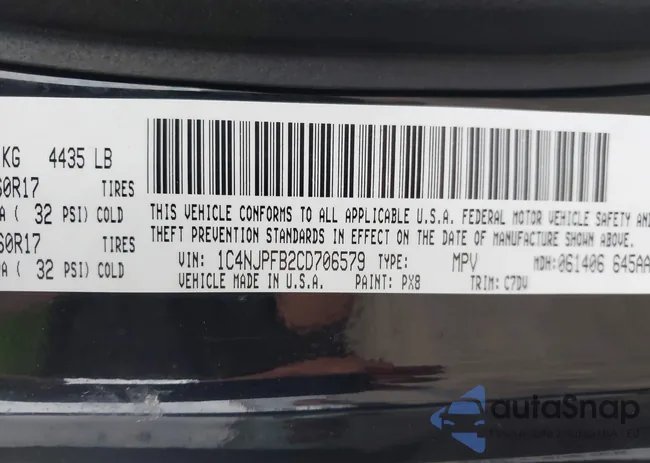 KG 4435 LB
60R17 TIRES
A ( 32 PSI) COLD
60R17 TIRES
PA ( 32 PSI) COLD
THIS VEHICLE CONFORMS TO ALL APPLICABLE U.S.A. FEDERAL MOTOR VEHICLE SAFETY AND
THEFT PREVENTION STANDARDS IN EFFECT ON THE DATE OF MANUFACTURE SHOWN ABOVE.
VIN: 1C4NJPFB2CD706579 TYPE: MPV MDH: 061406 645AA
VEHICLE MADE IN U.S.A. PAINT: PX8 TRIM: C7DV
autoSnap